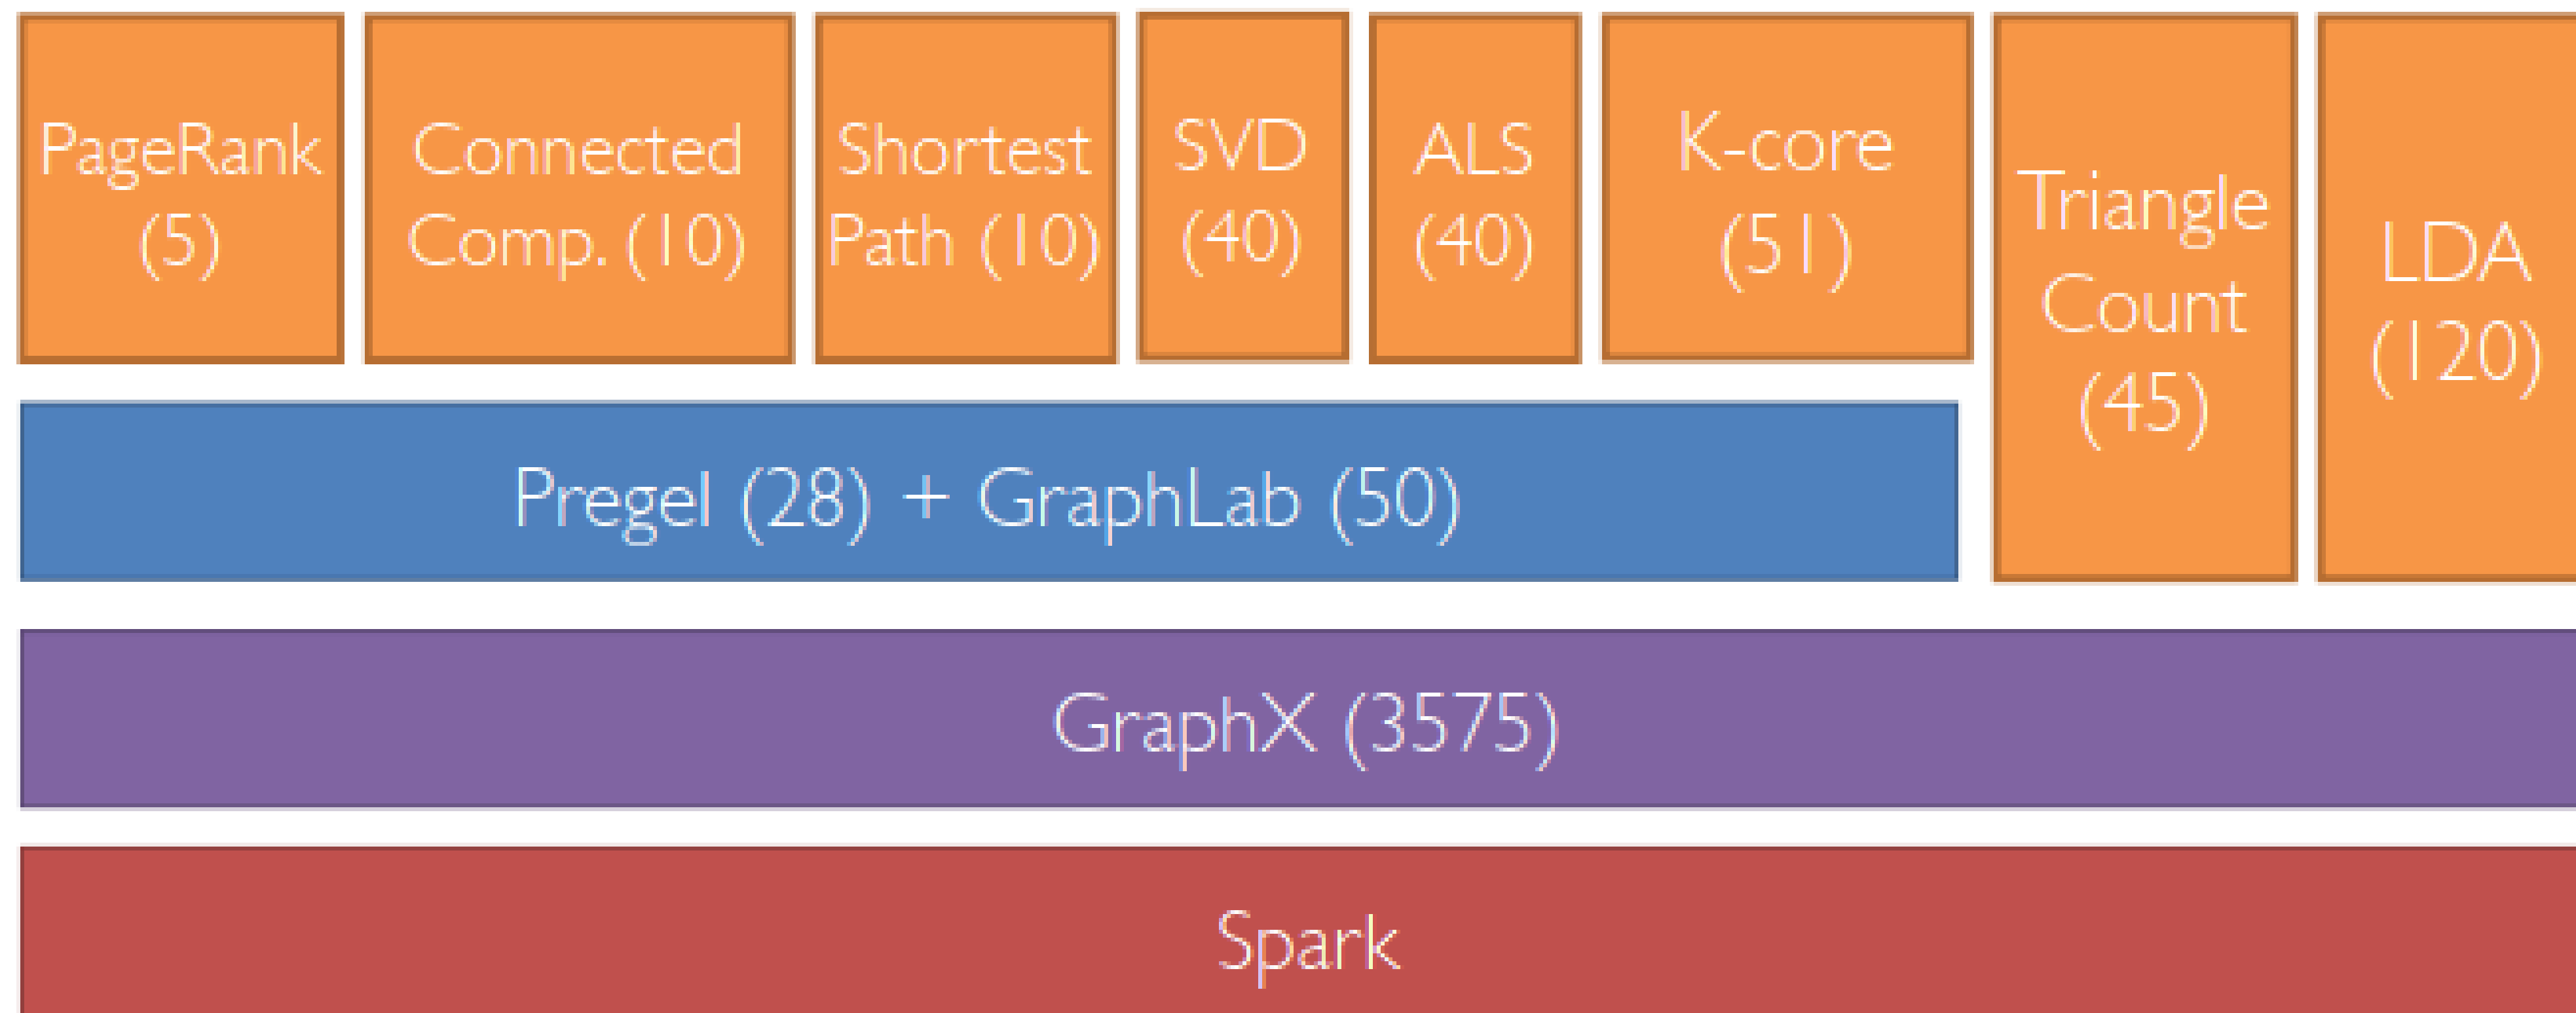 PageRank
(5)
Connected
Comp. (10)
Shortest
Path (10)
SVD
(40)
ALS
(40)
K-core
(51)
Triangle
Count
(45)
LDA
(120)
Pregel (28) + GraphLab (50)
GraphX (3575)
Spark